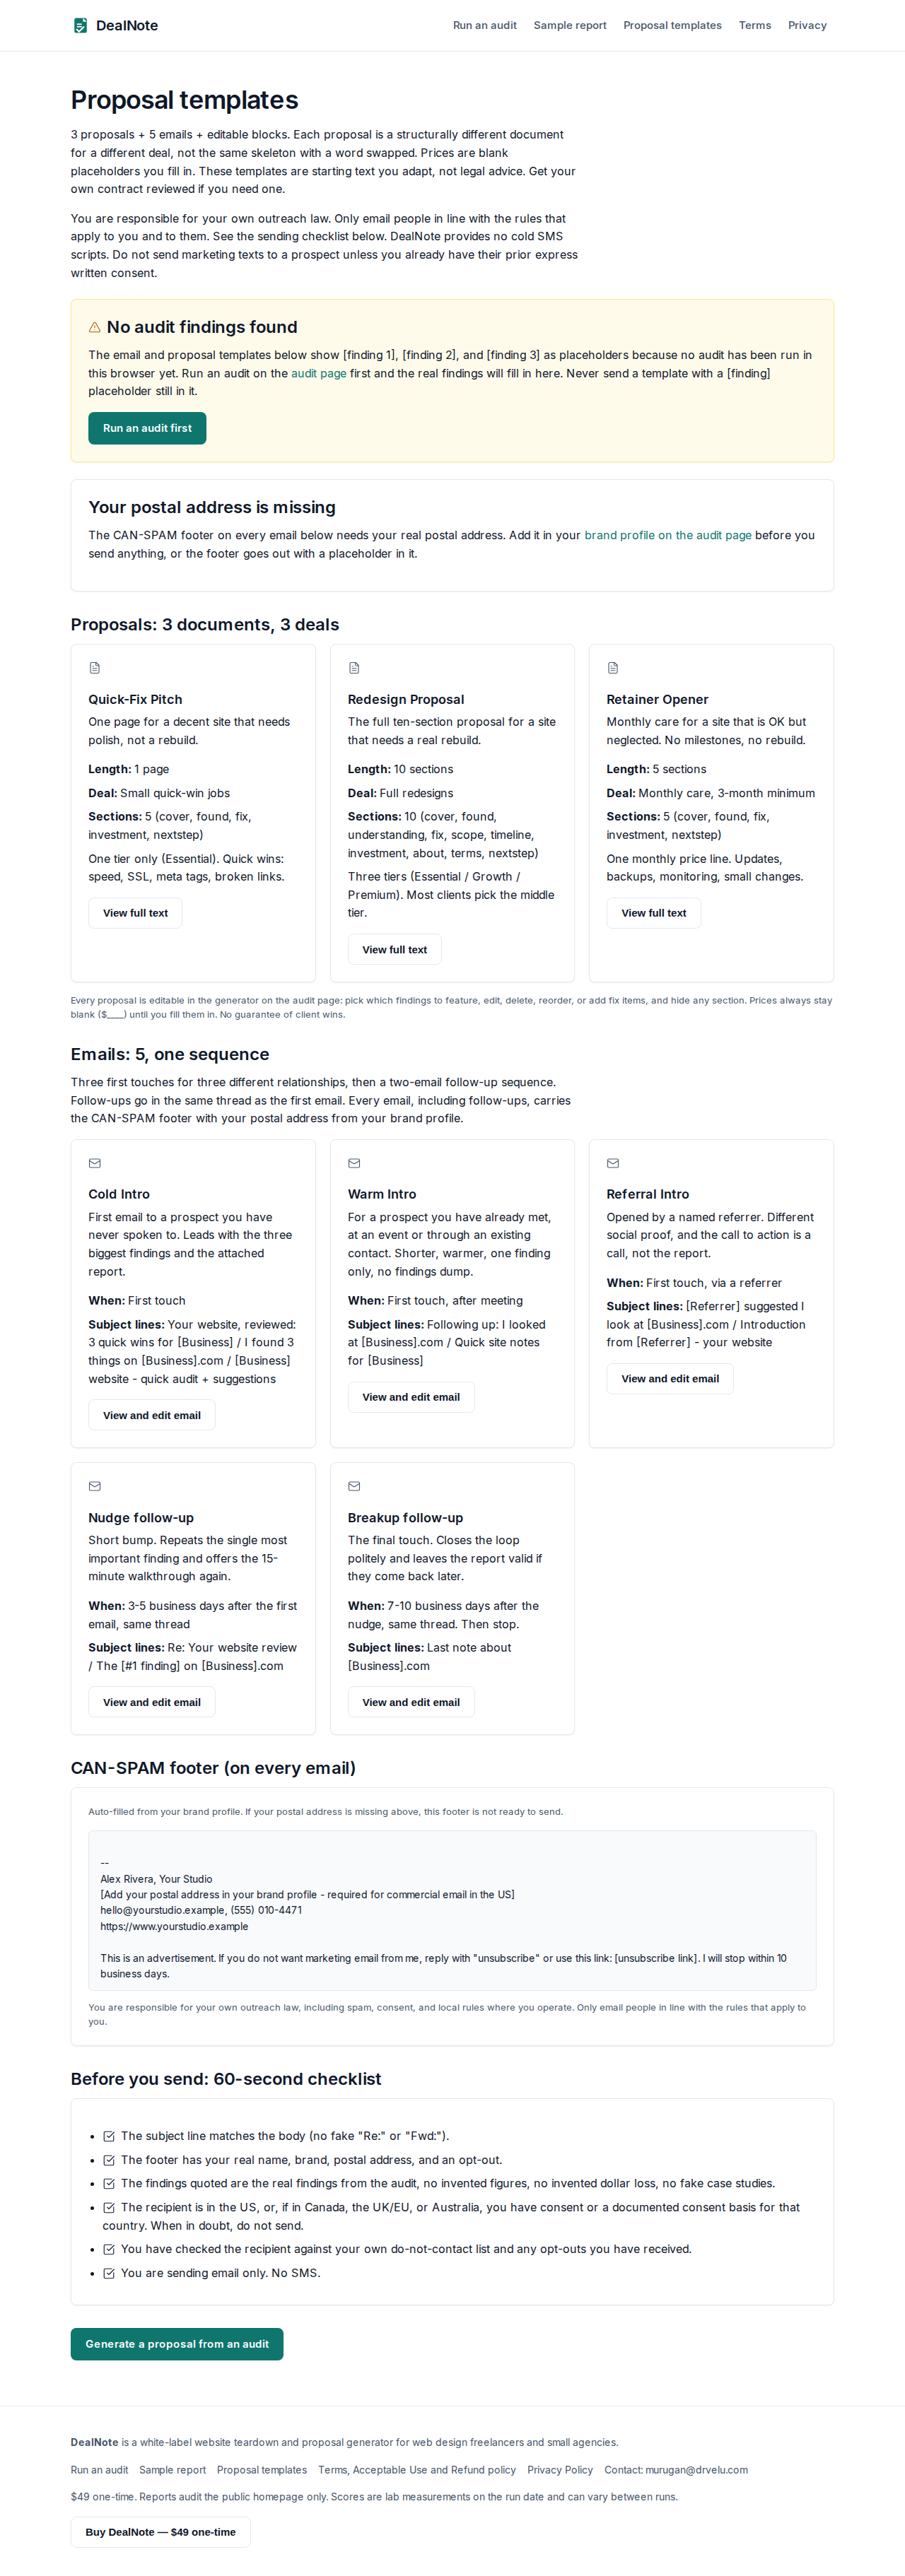 DealNote
Run an audit
Sample report
Proposal templates
Terms
Privacy
Proposal templates
3 proposals + 5 emails + editable blocks. Each proposal is a structurally different document
for a different deal, not the same skeleton with a word swapped. Prices are blank
placeholders you fill in. These templates are starting text you adapt, not legal advice. Get your
own contract reviewed if you need one.
You are responsible for your own outreach law. Only email people in line with the rules that
apply to you and to them. See the sending checklist below. DealNote provides no cold SMS
scripts. Do not send marketing texts to a prospect unless you already have their prior express
written consent.
No audit findings found
The email and proposal templates below show [finding 1], [finding 2], and [finding 3] as placeholders because no audit has been run in
this browser yet. Run an audit on the audit page first and the real findings will fill in here. Never send a template with a [finding]
placeholder still in it.
Run an audit first
Your postal address is missing
The CAN-SPAM footer on every email below needs your real postal address. Add it in your brand profile on the audit page before you
send anything, or the footer goes out with a placeholder in it.
Proposals: 3 documents, 3 deals
Quick-Fix Pitch
One page for a decent site that needs
polish, not a rebuild.
Length: 1 page
Deal: Small quick-win jobs
Sections: 5 (cover, found, fix,
investment, nextstep)
One tier only (Essential). Quick wins:
speed, SSL, meta tags, broken links.
View full text
Redesign Proposal
The full ten-section proposal for a site
that needs a real rebuild.
Length: 10 sections
Deal: Full redesigns
Sections: 10 (cover, found,
understanding, fix, scope, timeline,
investment, about, terms, nextstep)
Three tiers (Essential / Growth /
Premium). Most clients pick the middle
tier.
View full text
Retainer Opener
Monthly care for a site that is OK but
neglected. No milestones, no rebuild.
Length: 5 sections
Deal: Monthly care, 3-month minimum
Sections: 5 (cover, found, fix,
investment, nextstep)
One monthly price line. Updates,
backups, monitoring, small changes.
View full text
Every proposal is editable in the generator on the audit page: pick which findings to feature, edit, delete, reorder, or add fix items, and hide any section. Prices always stay
blank ($____) until you fill them in. No guarantee of client wins.
Emails: 5, one sequence
Three first touches for three different relationships, then a two-email follow-up sequence.
Follow-ups go in the same thread as the first email. Every email, including follow-ups, carries
the CAN-SPAM footer with your postal address from your brand profile.
Cold Intro
First email to a prospect you have
never spoken to. Leads with the three
biggest findings and the attached
report.
When: First touch
Subject lines: Your website, reviewed:
3 quick wins for [Business] / I found 3
things on [Business].com / [Business]
website - quick audit + suggestions
View and edit email
Warm Intro
For a prospect you have already met,
at an event or through an existing
contact. Shorter, warmer, one finding
only, no findings dump.
When: First touch, after meeting
Subject lines: Following up: I looked
at [Business].com / Quick site notes
for [Business]
View and edit email
Referral Intro
Opened by a named referrer. Different
social proof, and the call to action is a
call, not the report.
When: First touch, via a referrer
Subject lines: [Referrer] suggested I
look at [Business].com / Introduction
from [Referrer] - your website
View and edit email
Nudge follow-up
Short bump. Repeats the single most
important finding and offers the 15-
minute walkthrough again.
When: 3-5 business days after the first
email, same thread
Subject lines: Re: Your website review
/ The [#1 finding] on [Business].com
View and edit email
Breakup follow-up
The final touch. Closes the loop
politely and leaves the report valid if
they come back later.
When: 7-10 business days after the
nudge, same thread. Then stop.
Subject lines: Last note about
[Business].com
View and edit email
CAN-SPAM footer (on every email)
Auto-filled from your brand profile. If your postal address is missing above, this footer is not ready to send.
--
Alex Rivera, Your Studio
[Add your postal address in your brand profile - required for commercial email in the US]
hello@yourstudio.example, (555) 010-4471
https://www.yourstudio.example
This is an advertisement. If you do not want marketing email from me, reply with "unsubscribe" or use this link: [unsubscribe link]. I will stop within 10
business days.
You are responsible for your own outreach law, including spam, consent, and local rules where you operate. Only email people in line with the rules that apply to
you.
Before you send: 60-second checklist
The subject line matches the body (no fake "Re:" or "Fwd:").
The footer has your real name, brand, postal address, and an opt-out.
The findings quoted are the real findings from the audit, no invented figures, no invented dollar loss, no fake case studies.
The recipient is in the US, or, if in Canada, the UK/EU, or Australia, you have consent or a documented consent basis for that
country. When in doubt, do not send.
You have checked the recipient against your own do-not-contact list and any opt-outs you have received.
You are sending email only. No SMS.
Generate a proposal from an audit
DealNote is a white-label website teardown and proposal generator for web design freelancers and small agencies.
Run an audit
Sample report
Proposal templates
Terms, Acceptable Use and Refund policy
Privacy Policy
Contact: murugan@drvelu.com
$49 one-time. Reports audit the public homepage only. Scores are lab measurements on the run date and can vary between runs.
Buy DealNote — $49 one-time